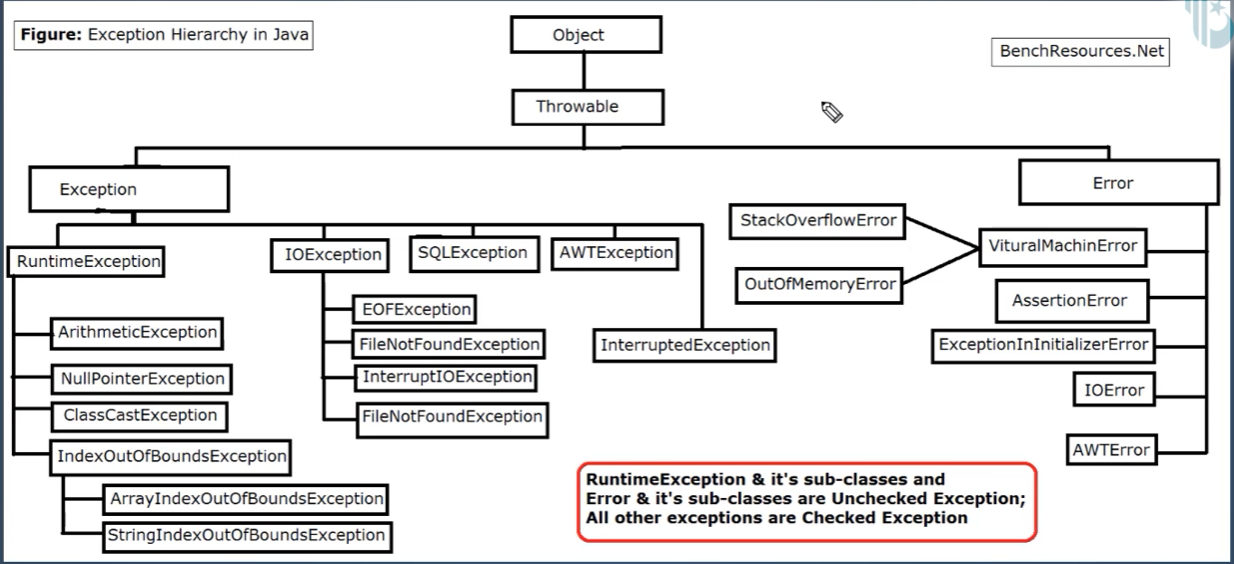 Figure: Exception Hierarchy in Java
Object
BenchResources.Net
Throwable
Exception
Error
StackOverflowError
VituralMachinError
OutOfMemoryError
AssertionError
ExceptionInInitializerError
IOError
AWTError
RuntimeException
IOException
SQLException
AWTException
InterruptedException
ArithmeticException
NullPointerException
ClassCastException
IndexOutOfBoundsException
ArrayIndexOutOfBoundsException
StringIndexOutOfBoundsException
EOFException
FileNotFoundException
InterruptIOException
FileNotFoundException
RuntimeException & it's sub-classes and
Error & it's sub-classes are Unchecked Exception;
All other exceptions are Checked Exception